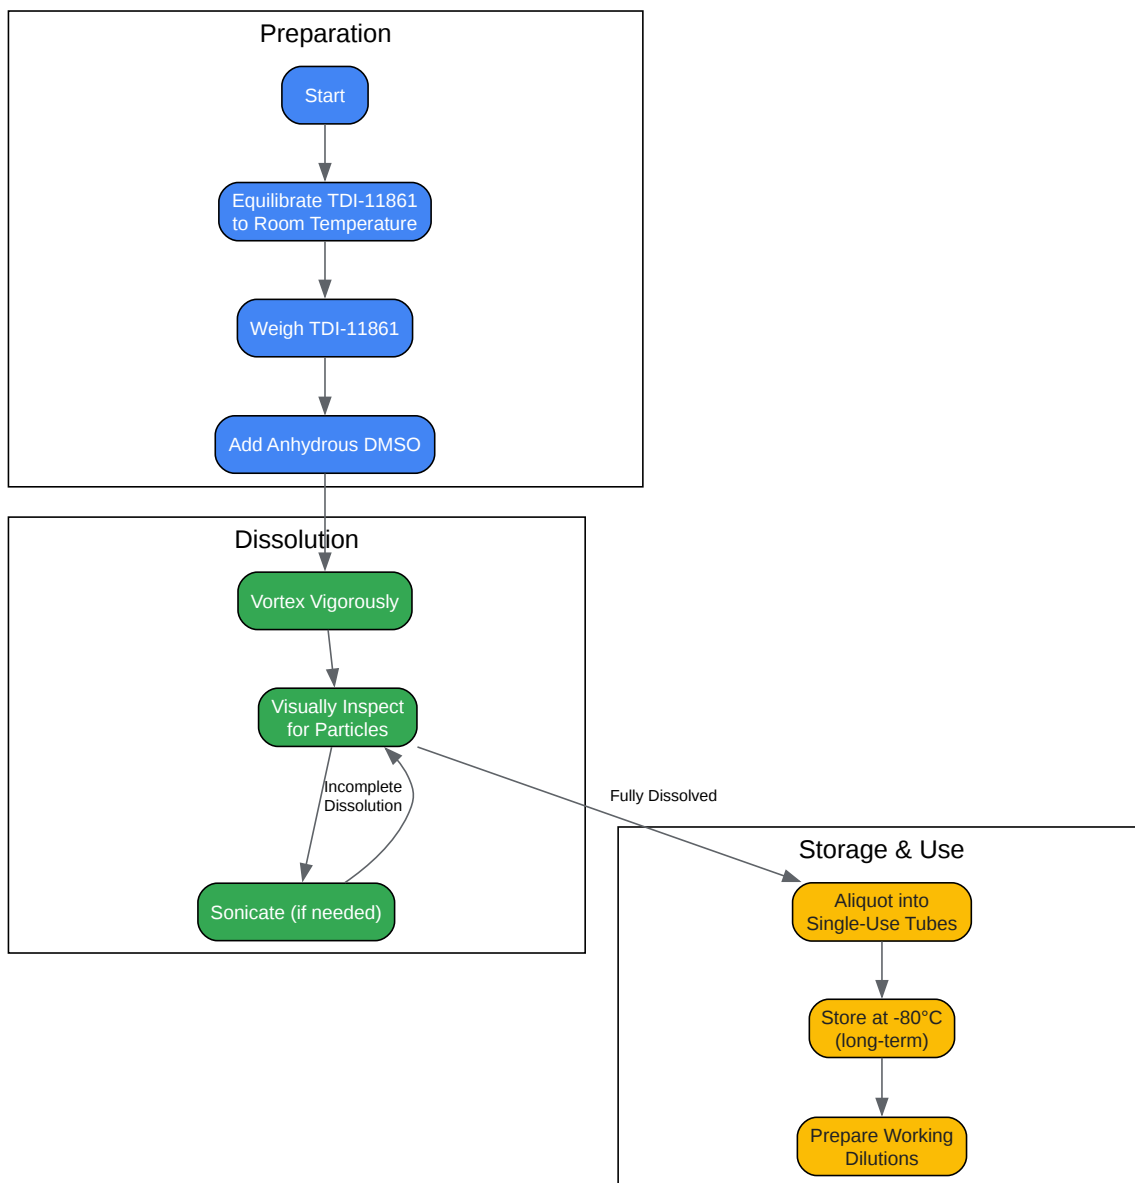 Preparation
Start
Equilibrate TDI-11861
to Room Temperature
Weigh TDI-11861
Add Anhydrous DMSO
Dissolution
Vortex Vigorously
Visually Inspect
for Particles
Incomplete
Dissolution
Fully Dissolved
Sonicate (if needed)
Storage & Use
Aliquot into
Single-Use Tubes
Store at -80°C
(long-term)
Prepare Working
Dilutions